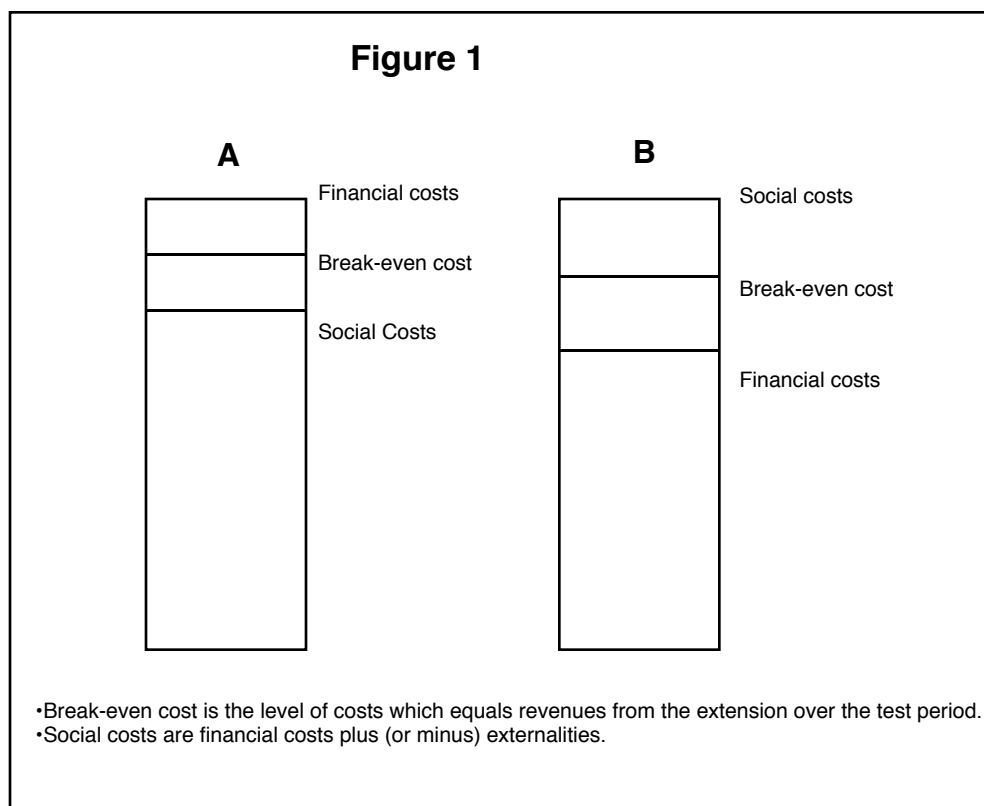 Figure 1
A
B
Financial costs
Social costs
Break-even cost
Break-even cost
Social Costs
Financial costs
•Break-even cost is the level of costs which equals revenues from the extension over the test period.
•Social costs are financial costs plus (or minus) externalities.